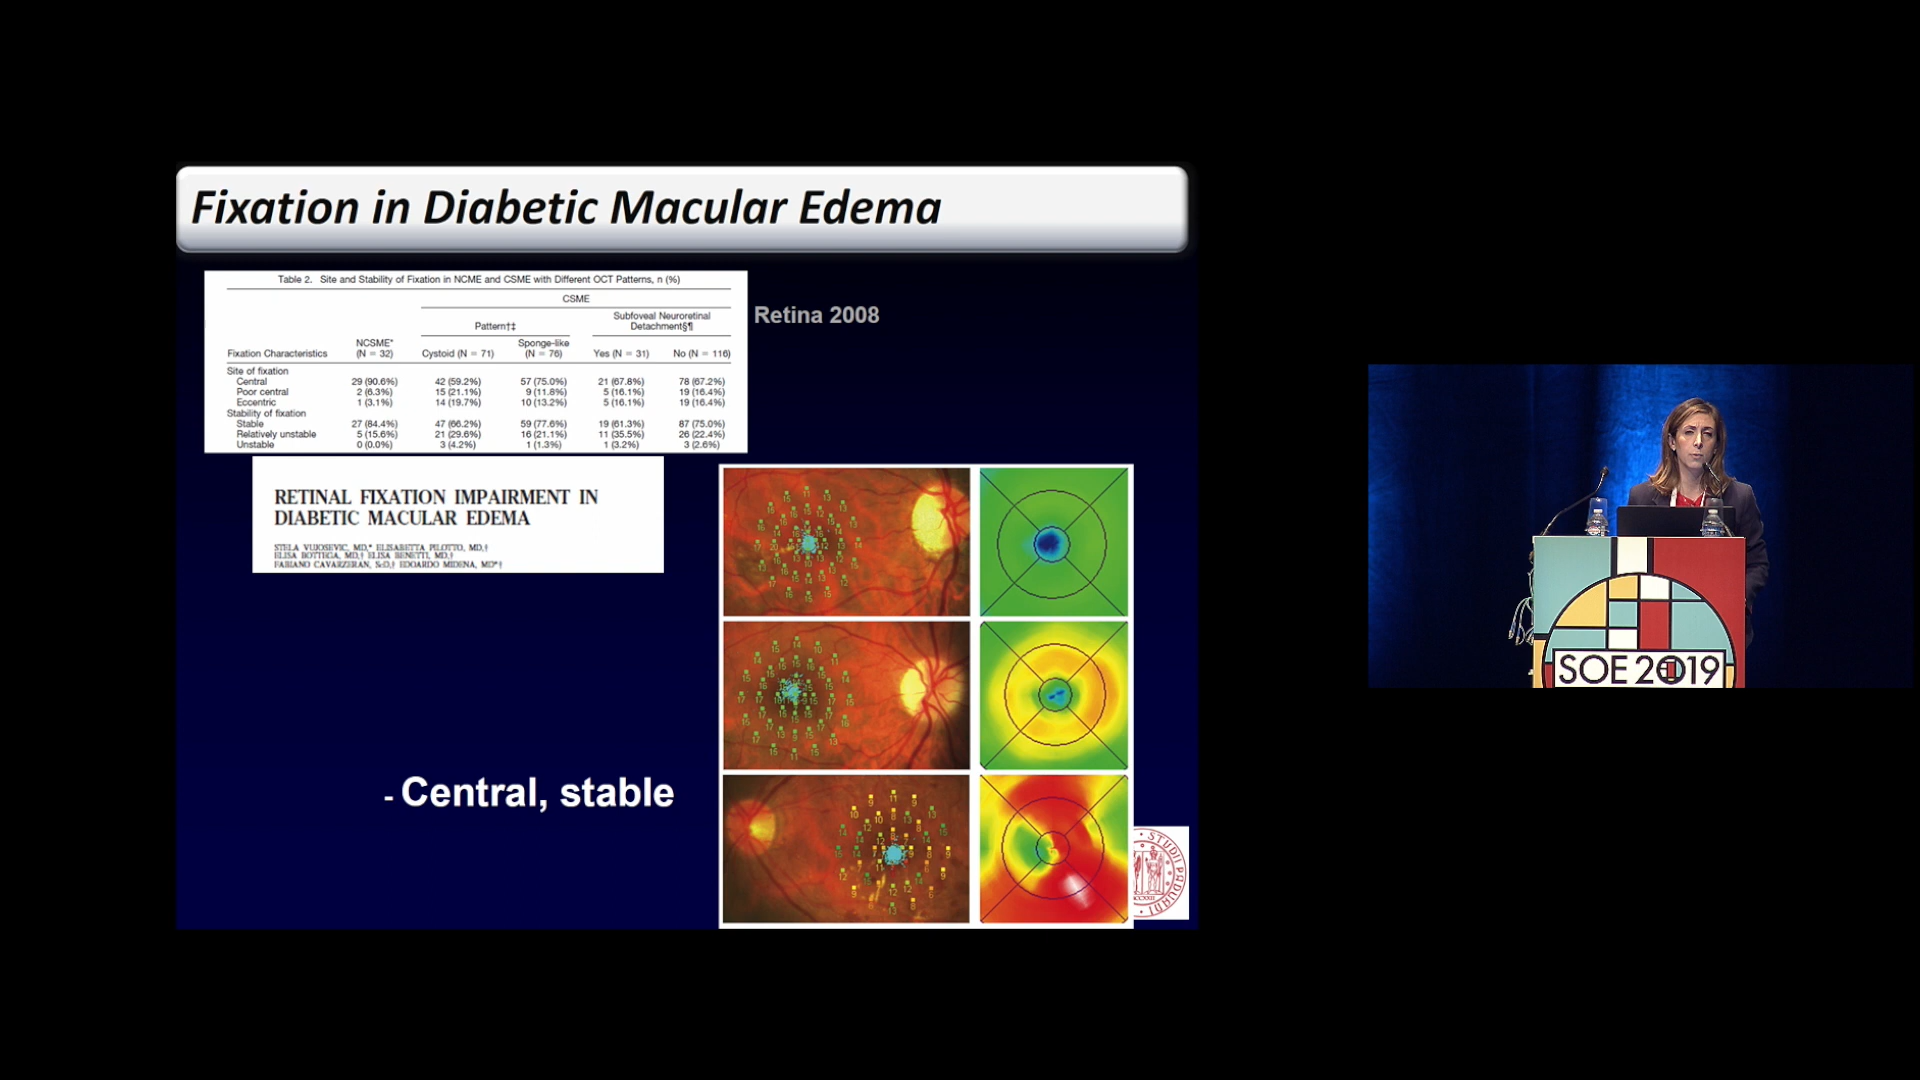 Fixation in Diabetic Macular Edema
Table 2. Site and Stability of Fixation in NCME and CSME with Different OCT Patterns, n (%)
CSME
Pattern†‡
Subfoveal Neuroretinal
Detachment§¶
NCSME*
Sponge-like
Fixation Characteristics (N = 32) Cystoid (N = 71) (N = 76) Yes (N = 31) No (N = 116)
Site of fixation
Central 29 (90.6%) 42 (59.2%) 57 (75.0%) 21 (67.8%) 78 (67.2%)
Poor central 2 (6.3%) 15 (21.1%) 9 (11.8%) 5 (16.1%) 19 (16.4%)
Eccentric 1 (3.1%) 14 (19.7%) 10 (13.2%) 5 (16.1%) 19 (16.4%)
Stability of fixation
Stable 27 (84.4%) 47 (66.2%) 59 (77.6%) 19 (61.3%) 87 (75.0%)
Relatively unstable 5 (15.6%) 21 (29.6%) 16 (21.1%) 11 (35.5%) 26 (22.4%)
Unstable 0 (0.0%) 3 (4.2%) 1 (1.3%) 1 (3.2%) 3 (2.6%)
Retina 2008
RETINAL FIXATION IMPAIRMENT IN
DIABETIC MACULAR EDEMA
STELA VUJOSEVIC, MD,* ELISABETTA PILOTTO, MD,†
ELISA BOTTEGA, MD,† ELISA BENETTI, MD,†
FABIANO CAVARZERAN, ScD,‡ EDOARDO MIDENA, MD*†
- Central, stable
STUDII PADUANI
SOE 2019